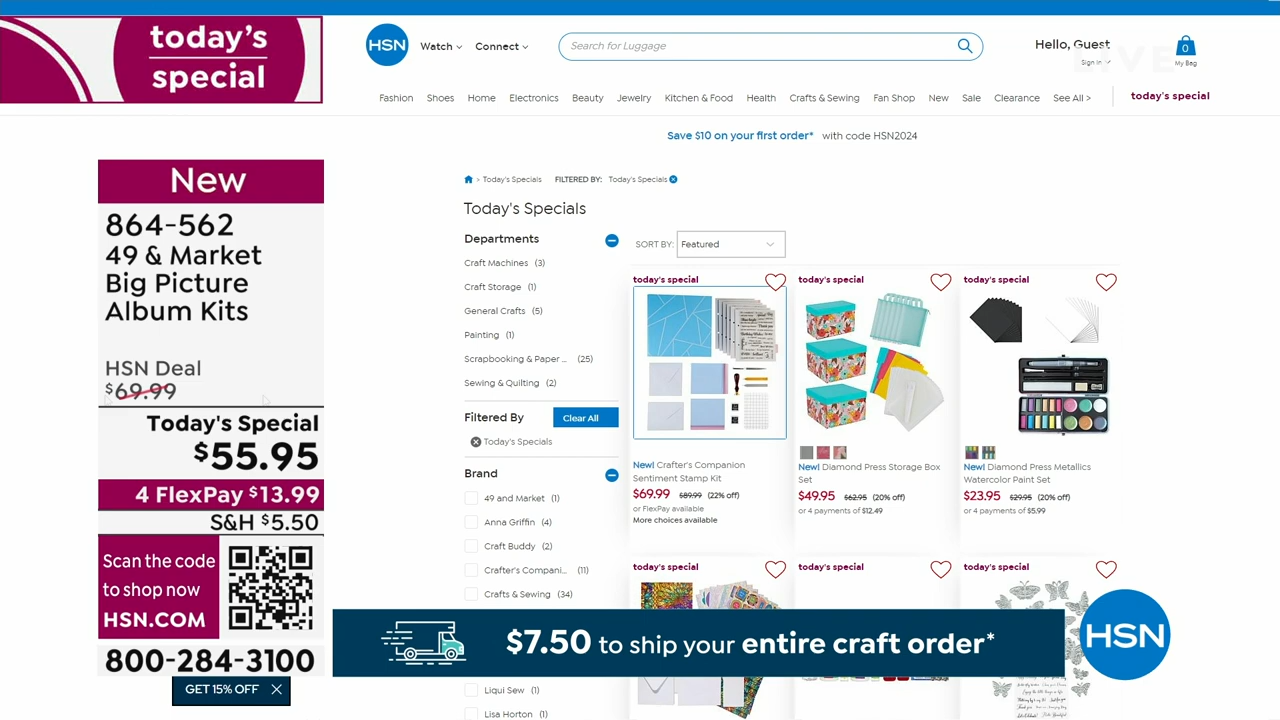 today's
special
HSN
Watch
Connect
Search for Luggage
Hello, Guest
Sign In
0
My Bag
LIVE
Fashion Shoes Home Electronics Beauty Jewelry Kitchen & Food Health Crafts & Sewing Fan Shop New Sale Clearance See All > today's special
Save $10 on your first order* with code HSN2024
New
864-562
49 & Market
Big Picture
Album Kits
HSN Deal
$69.99
Today's Special
$55.95
4 FlexPay $13.99
S&H $5.50
Scan the code
to shop now
HSN.COM
800-284-3100
GET 15% OFF
> Today's Specials FILTERED BY: Today's Specials
Today's Specials
Departments
Craft Machines (3)
Craft Storage (1)
General Crafts (5)
Painting (1)
Scrapbooking & Paper ... (25)
Sewing & Quilting (2)
Filtered By
Clear All
Today's Specials
Brand
49 and Market (1)
Anna Griffin (4)
Craft Buddy (2)
Crafter's Compani... (11)
Crafts & Sewing (34)
Liqui Sew (1)
Lisa Horton (1)
SORT BY: Featured
today's special
New! Crafter's Companion
Sentiment Stamp Kit
$69.99 $89.99 (22% off)
or FlexPay available
More choices available
today's special
New! Diamond Press Storage Box
Set
$49.95 $62.95 (20% off)
or 4 payments of $12.49
today's special
New! Diamond Press Metallics
Watercolor Paint Set
$23.95 $29.95 (20% off)
or 4 payments of $5.99
today's special
today's special
today's special
$7.50 to ship your entire craft order*
HSN